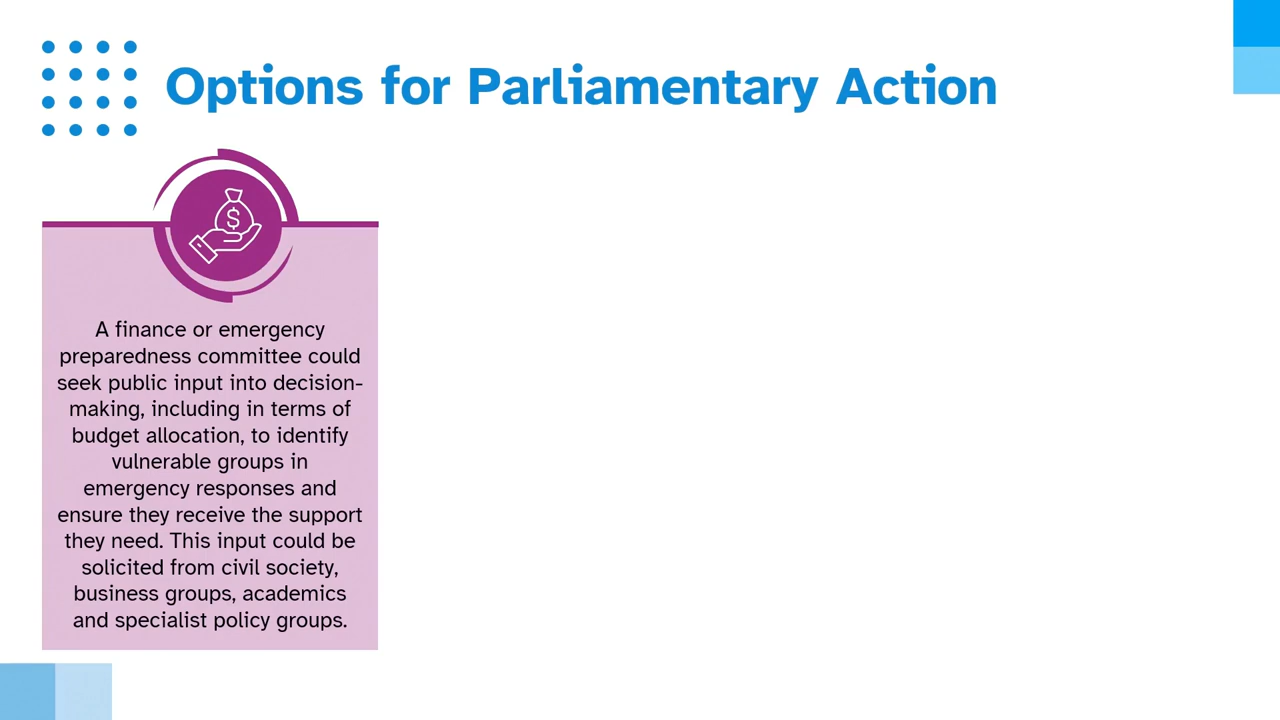 Options for Parliamentary Action
$
A finance or emergency
preparedness committee could
seek public input into decision-
making, including in terms of
budget allocation, to identify
vulnerable groups in
emergency responses and
ensure they receive the support
they need. This input could be
solicited from civil society,
business groups, academics
and specialist policy groups.